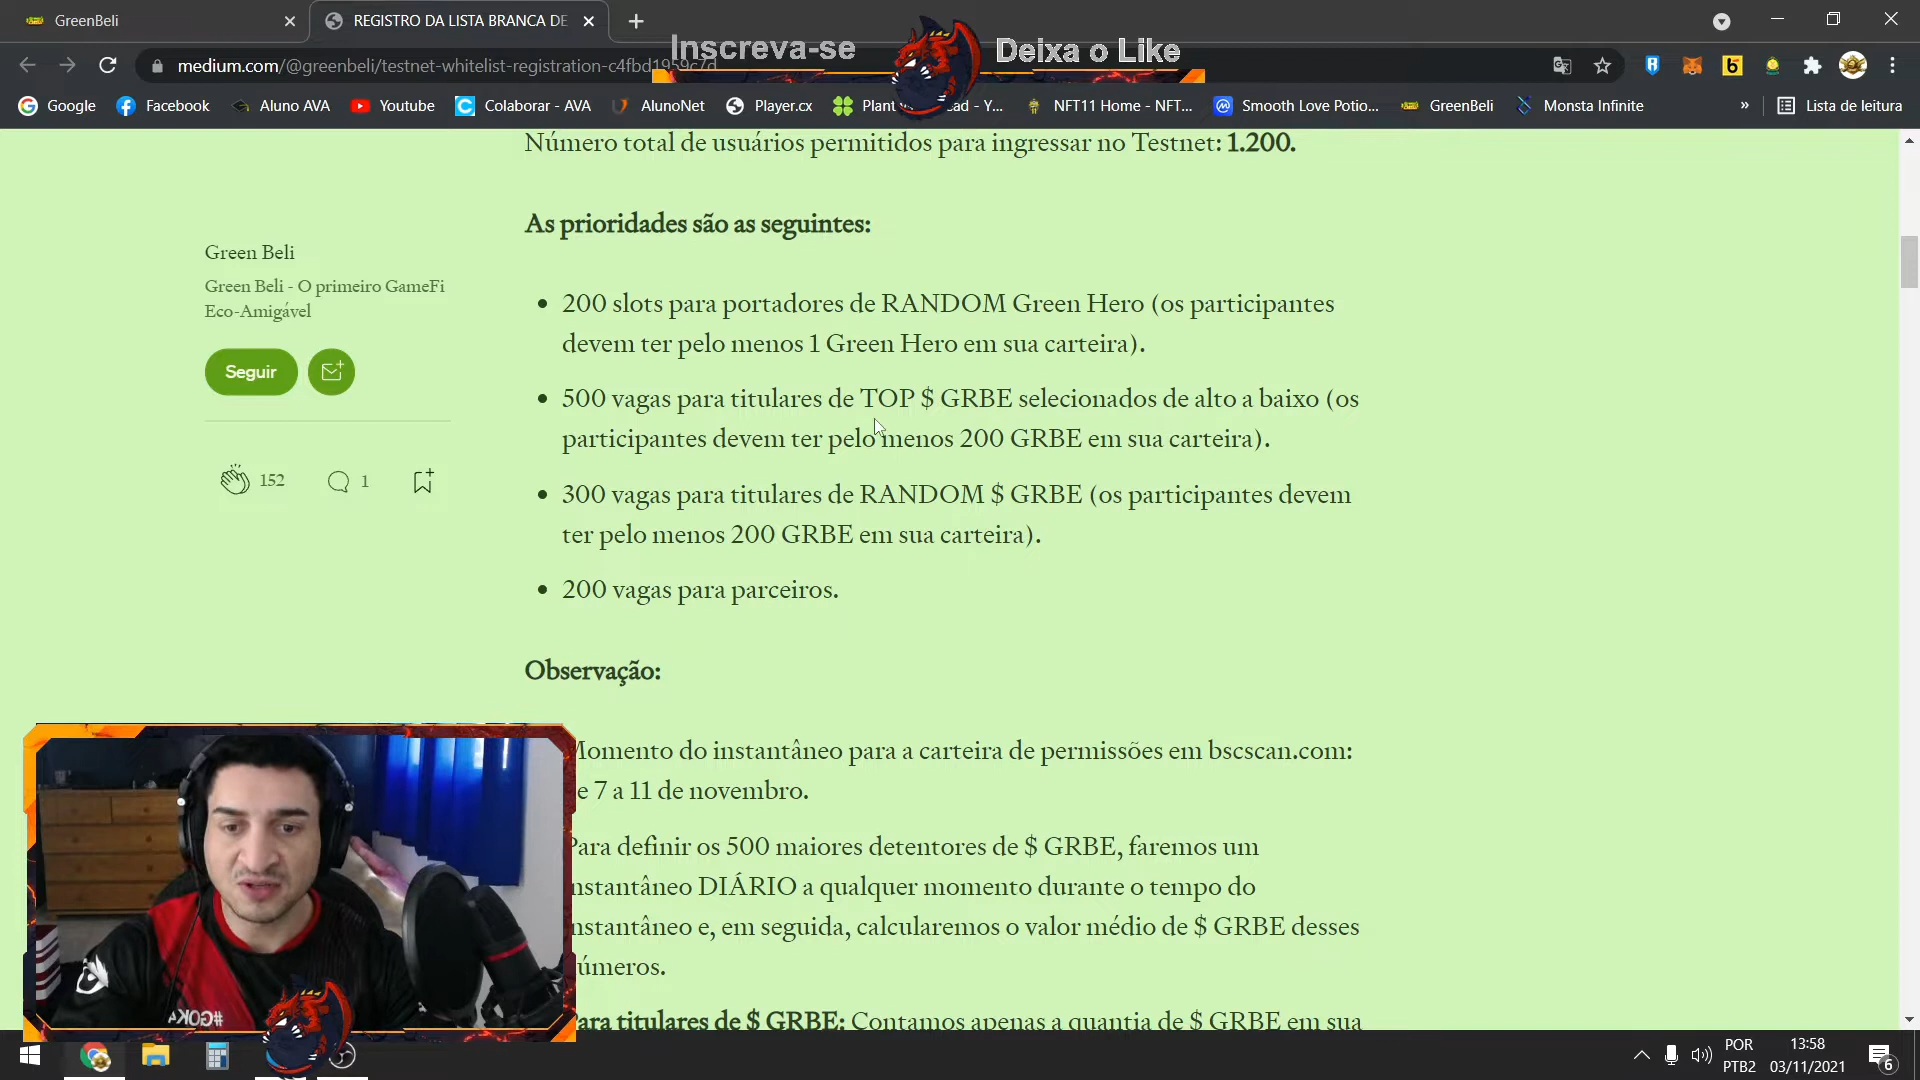 GreenBeli
REGISTRO DA LISTA BRANCA DE
Inscreva-se
Deixa o Like
medium.com/@greenbeli/testnet-whitelist-registration-c4fbd1959c7d
Google
Facebook
Aluno AVA
Youtube
Colaborar - AVA
AlunoNet
Player.cx
NFT11 Home - NFT...
Smooth Love Potio...
GreenBeli
Monsta Infinite
»
Lista de leitura
Número total de usuários permitidos para ingressar no Testnet: 1.200.
As prioridades são as seguintes:
Green Beli
Green Beli - O primeiro GameFi
Eco-Amigável
Seguir
152
1
• 200 slots para portadores de RANDOM Green Hero (os participantes
devem ter pelo menos 1 Green Hero em sua carteira).
• 500 vagas para titulares de TOP $ GRBE selecionados de alto a baixo (os
participantes devem ter pelo menos 200 GRBE em sua carteira).
• 300 vagas para titulares de RANDOM $ GRBE (os participantes devem
ter pelo menos 200 GRBE em sua carteira).
• 200 vagas para parceiros.
Observação:
Momento do instantâneo para a carteira de permissões em bscscan.com:
e 7 a 11 de novembro.
Para definir os 500 maiores detentores de $ GRBE, faremos um
nstantâneo DIÁRIO a qualquer momento durante o tempo do
nstantâneo e, em seguida, calcularemos o valor médio de $ GRBE desses
úmeros.
Para titulares de $ GRBE: Contamos apenas a quantia de $ GRBE em sua
POR
PTB2
13:58
03/11/2021
6